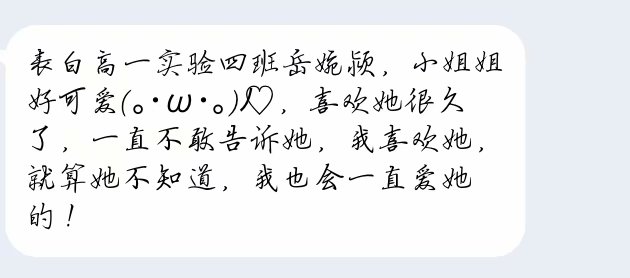 表白高一实验四班岳婉颍，小姐姐
好可爱(｡･ω･｡)ﾉ♡，喜欢她很久
了，一直不敢告诉她，我喜欢她，
就算她不知道，我也会一直爱她
的！